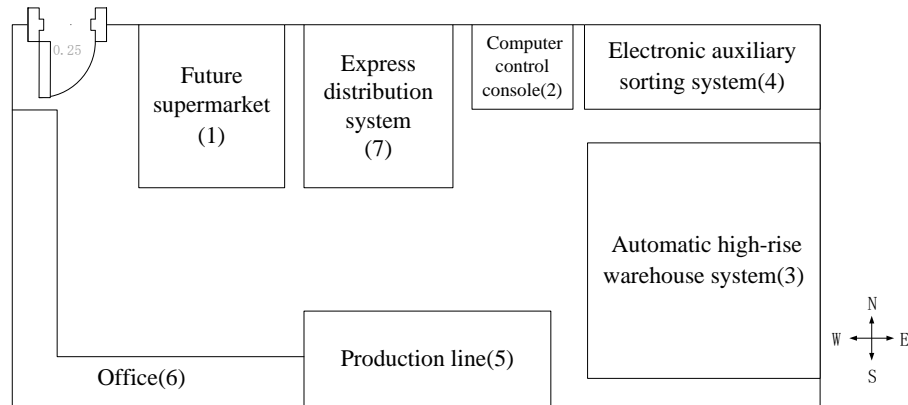 0.25
Future
supermarket
(1)
Express
distribution
system
(7)
Computer
control
console(2)
Electronic auxiliary
sorting system(4)
Automatic high-rise
warehouse system(3)
Production line(5)
Office(6)
N
W E
S